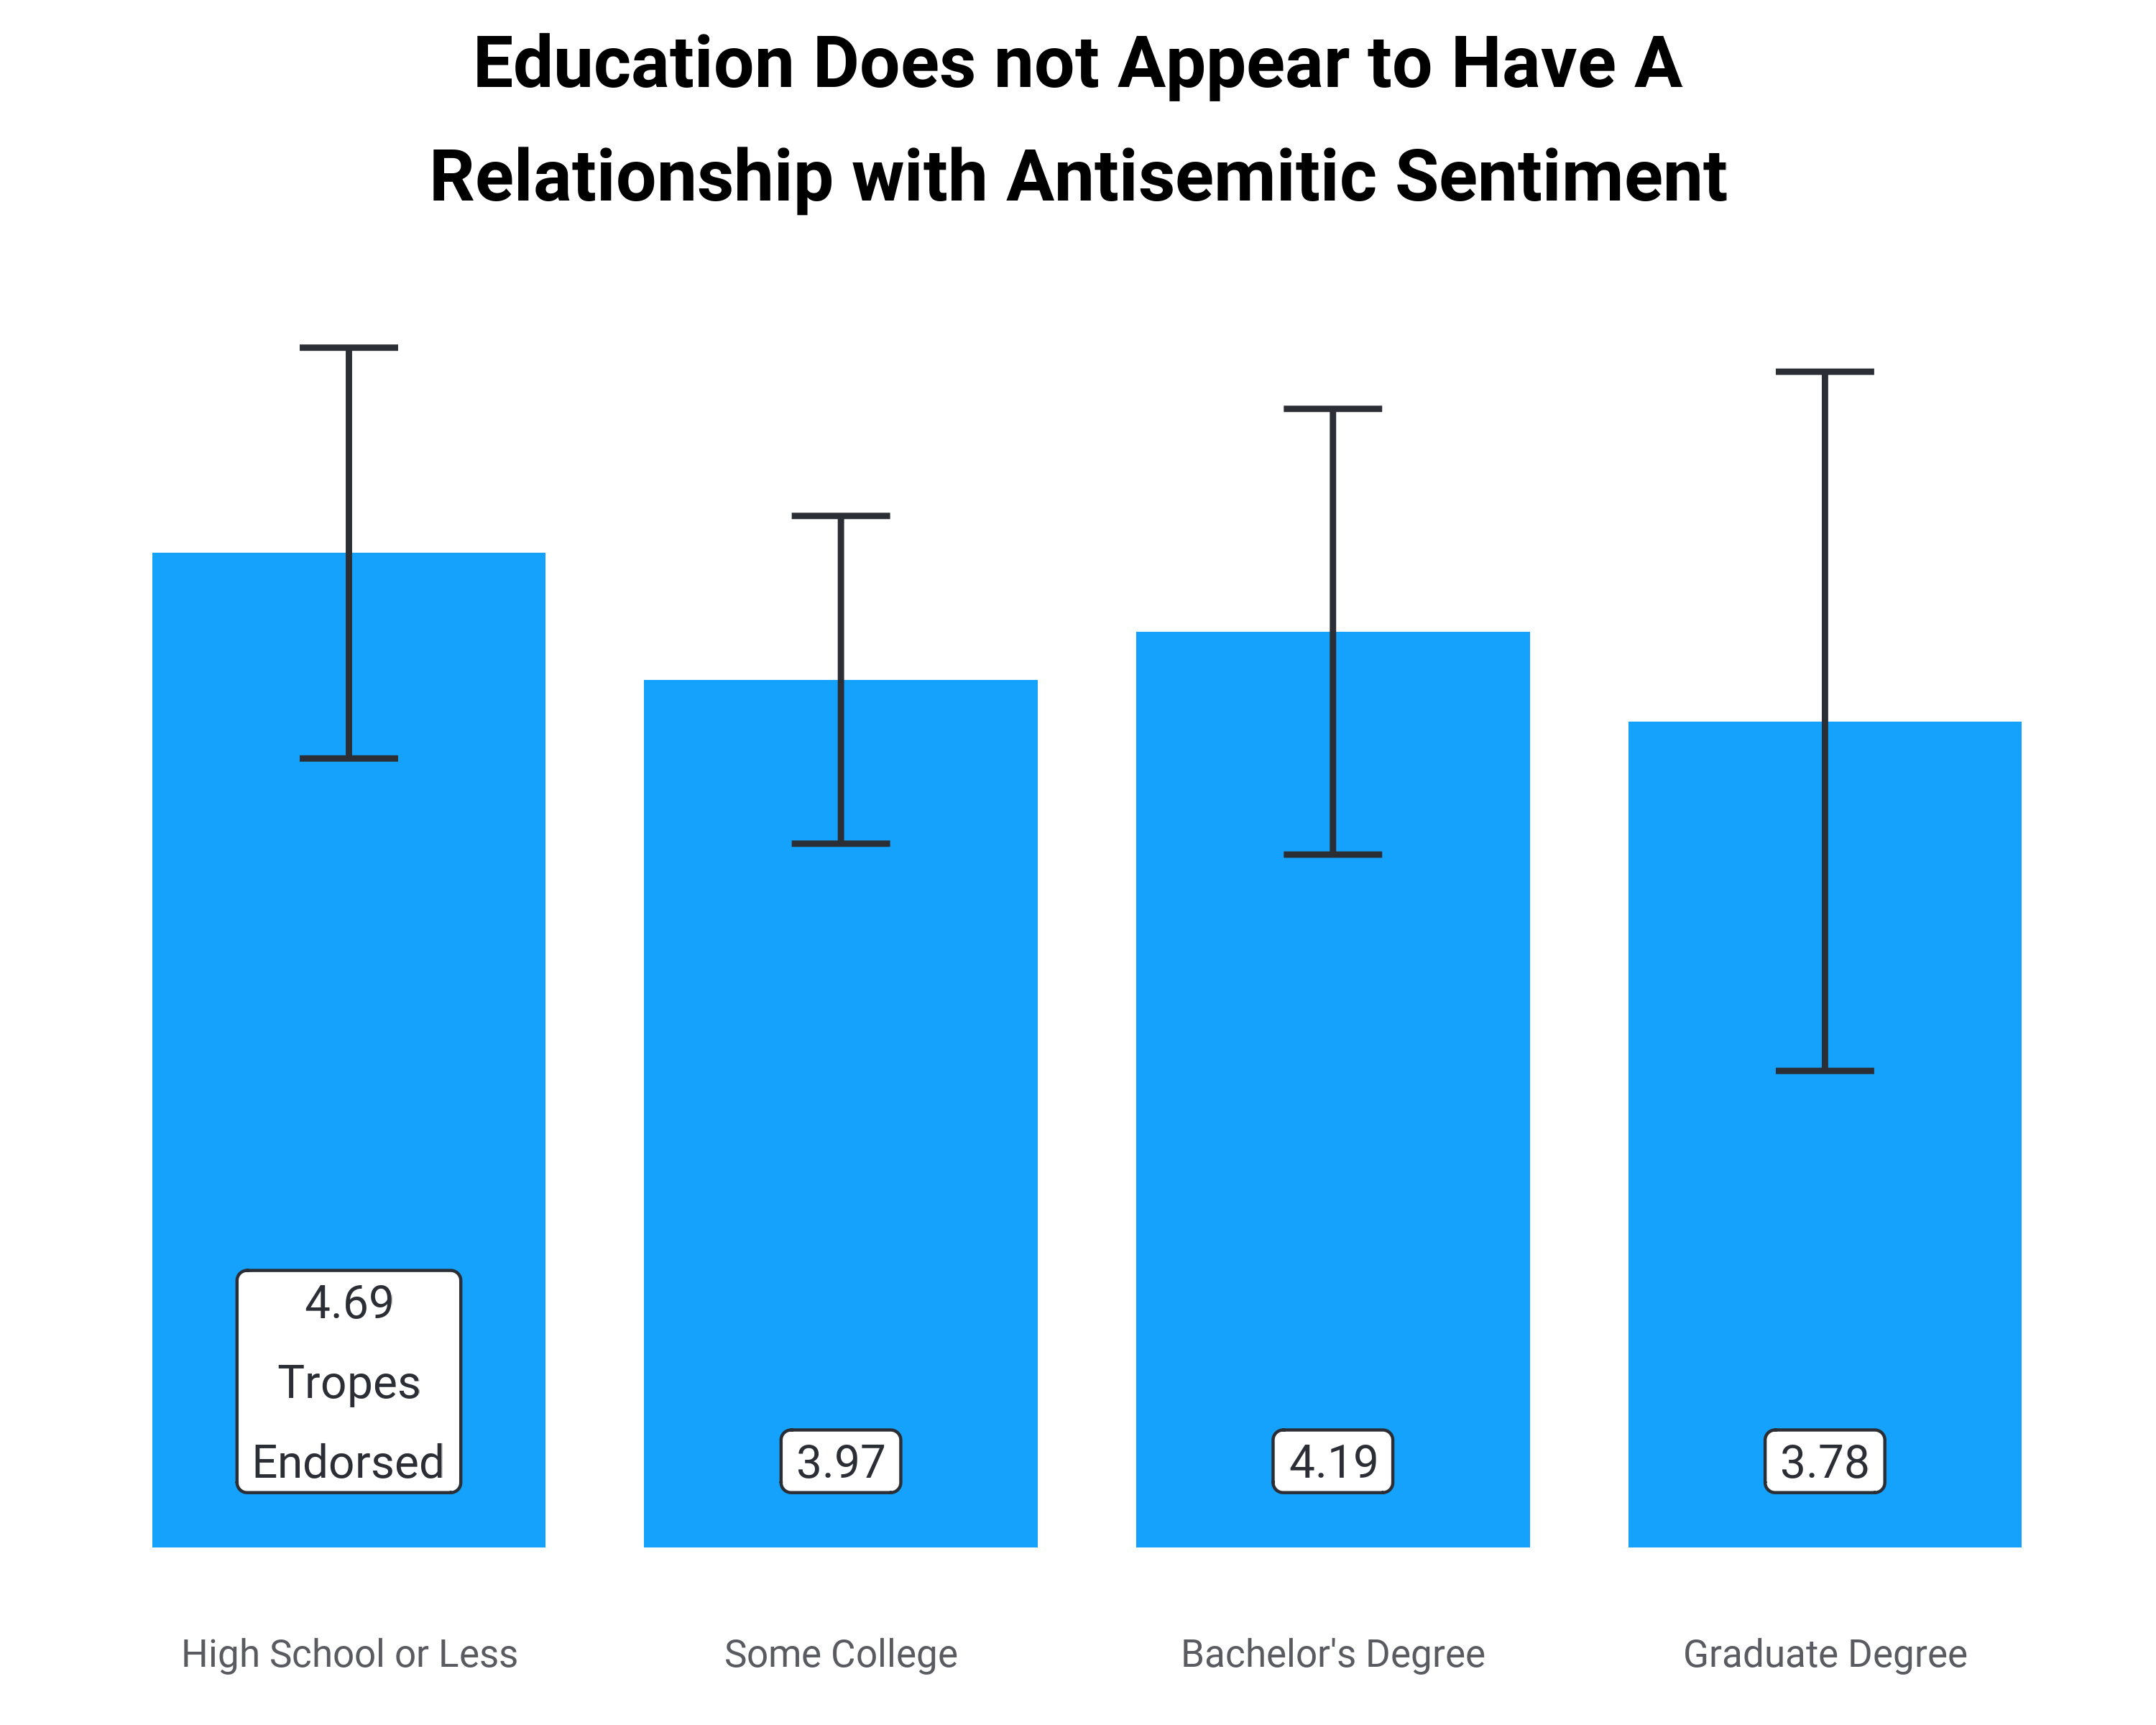 Education Does not Appear to Have A
Relationship with Antisemitic Sentiment
4.69
Tropes
Endorsed
3.97
4.19
3.78
High School or Less
Some College
Bachelor's Degree
Graduate Degree